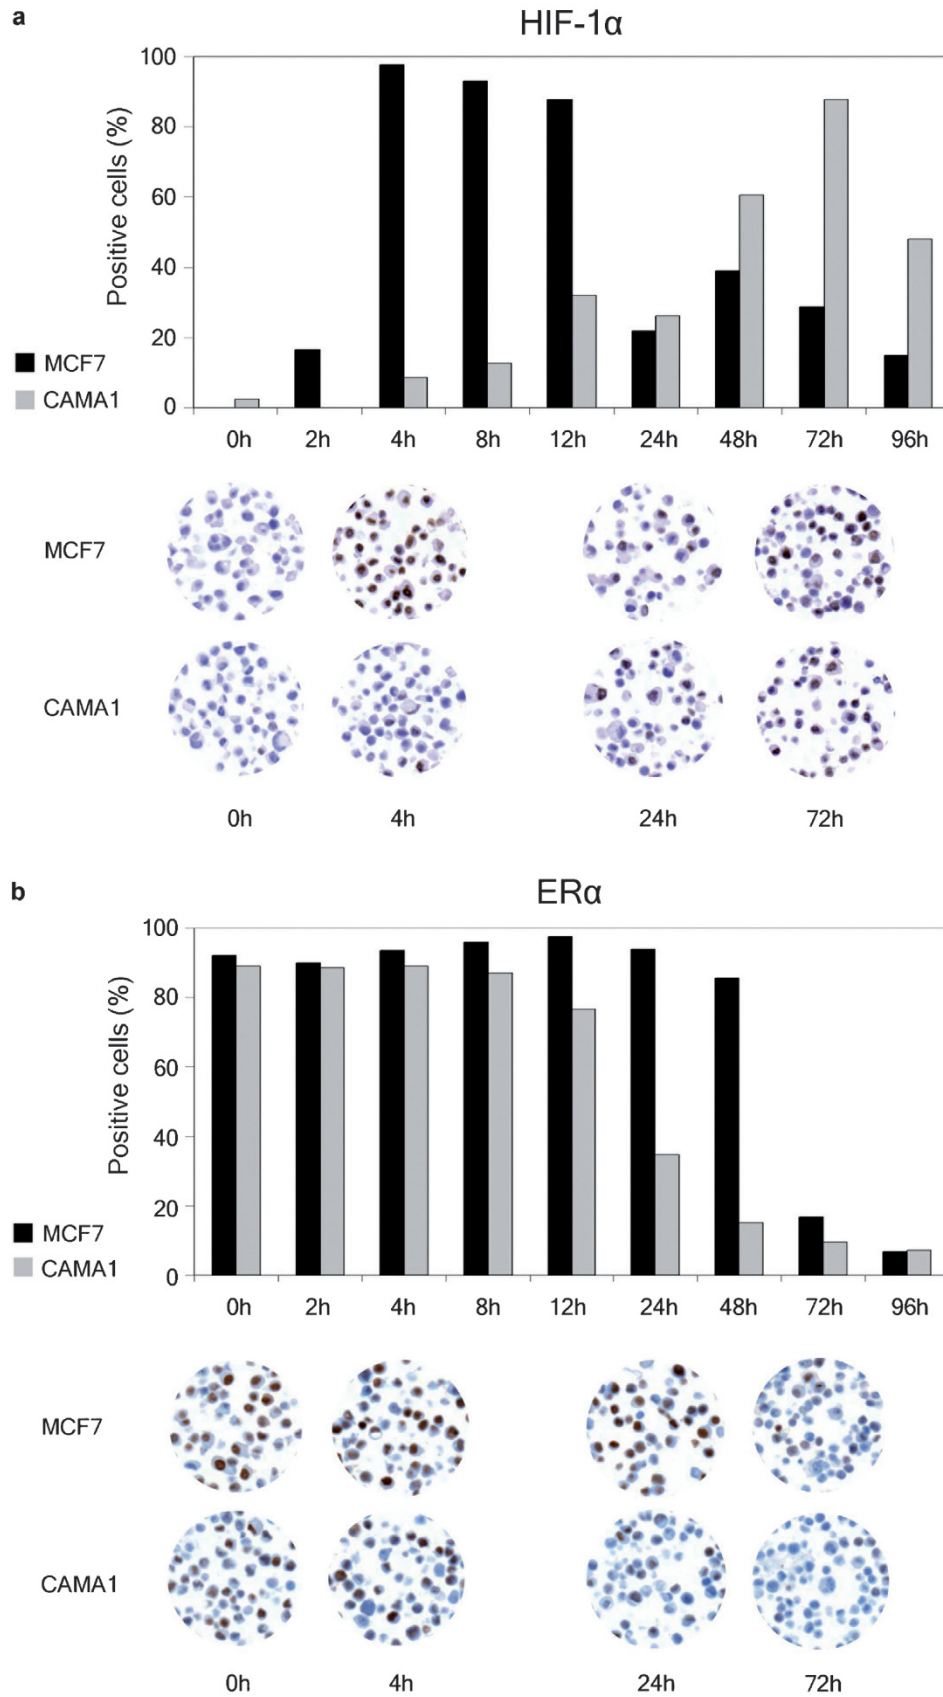 a
HIF-1α
Positive cells (%)
100
80
60
40
20
0
MCF7
CAMA1
0h 2h 4h 8h 12h 24h 48h 72h 96h
MCF7
CAMA1
0h 4h 24h 72h
b
ERα
Positive cells (%)
100
80
60
40
20
0
MCF7
CAMA1
0h 2h 4h 8h 12h 24h 48h 72h 96h
MCF7
CAMA1
0h 4h 24h 72h